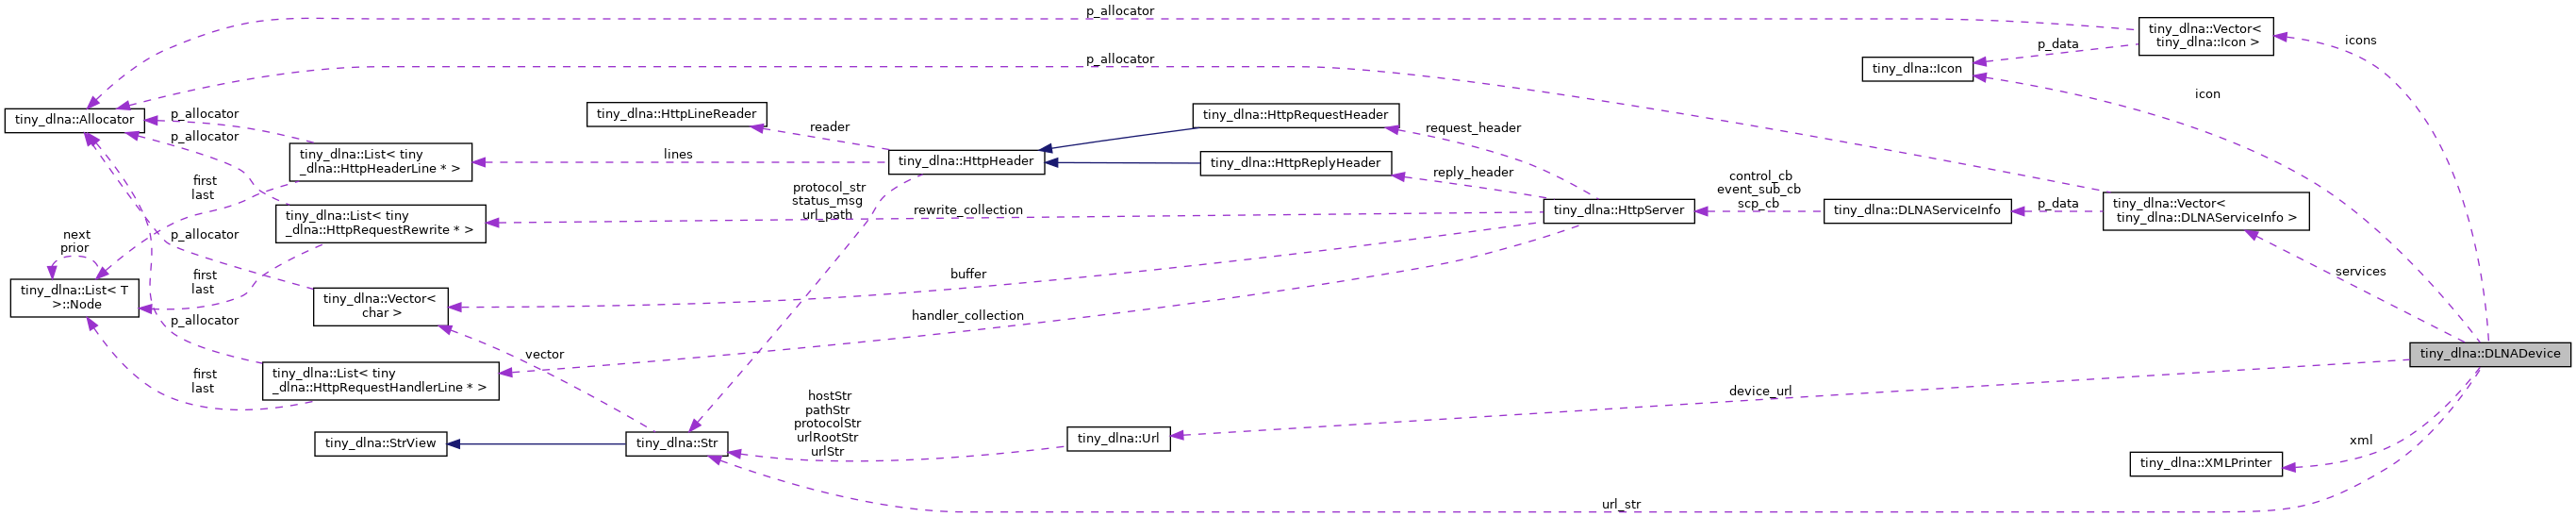 p_allocator
tiny_dlna::Vector<
tiny_dlna::Icon >
icons
p_data
p_allocator
tiny_dlna::Icon
icon
tiny_dlna::Allocator
p_allocator
p_allocator
tiny_dlna::HttpLineReader
reader
tiny_dlna::HttpRequestHeader
request_header
tiny_dlna::List< tiny
_dlna::HttpHeaderLine * >
lines
tiny_dlna::HttpHeader
tiny_dlna::HttpReplyHeader
reply_header
first
last
protocol_str
status_msg
url_path
control_cb
event_sub_cb
scp_cb
tiny_dlna::List< tiny
_dlna::HttpRequestRewrite * >
rewrite_collection
tiny_dlna::HttpServer
tiny_dlna::DLNAServiceInfo
p_data
tiny_dlna::Vector<
tiny_dlna::DLNAServiceInfo >
next
prior
p_allocator
first
last
buffer
services
tiny_dlna::List< T
>::Node
tiny_dlna::Vector<
char >
p_allocator
handler_collection
vector
tiny_dlna::DLNADevice
tiny_dlna::List< tiny
_dlna::HttpRequestHandlerLine * >
first
last
device_url
hostStr
pathStr
protocolStr
urlRootStr
urlStr
tiny_dlna::StrView
tiny_dlna::Str
tiny_dlna::Url
xml
tiny_dlna::XMLPrinter
url_str